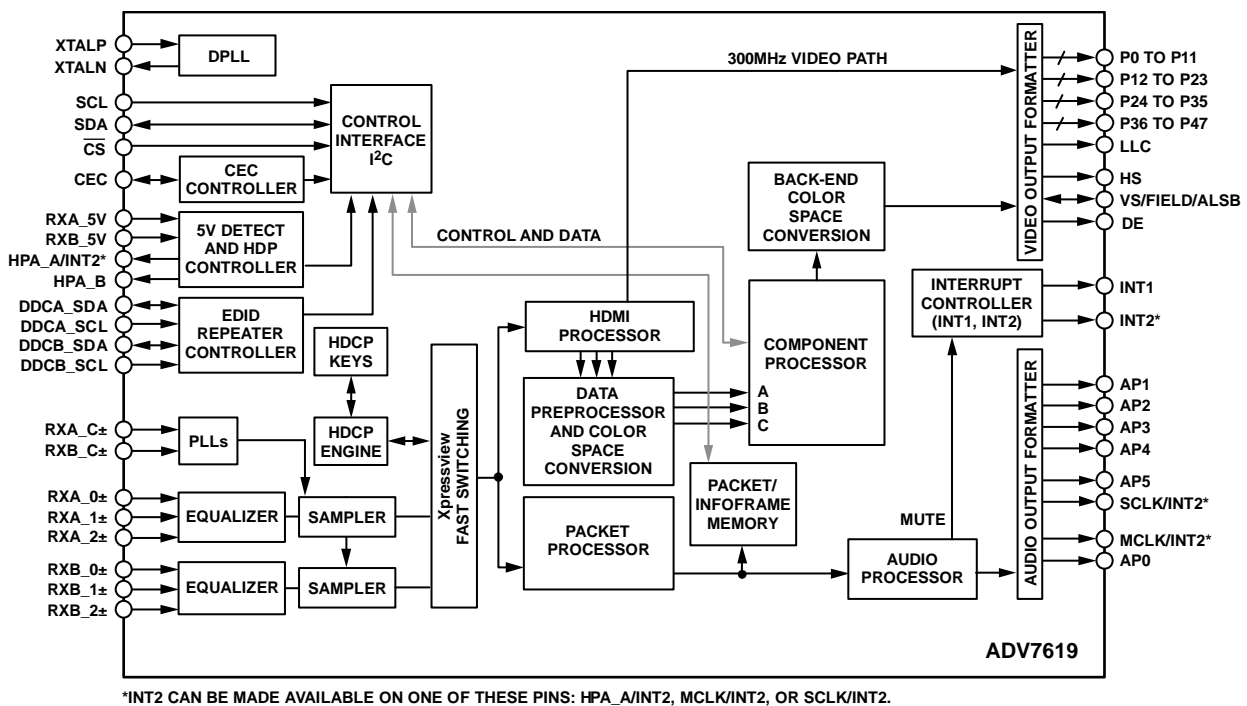 XTALP
XTALN
DPLL
SCL
SDA
CS
CEC
CONTROL
INTERFACE
I2C
CEC
CONTROLLER
RXA_5V
RXB_5V
HPA_A/INT2*
HPA_B
5V DETECT
AND HDP
CONTROLLER
DDCA_SDA
DDCA_SCL
DDCB_SDA
DDCB_SCL
EDID
REPEATER
CONTROLLER
HDCP
KEYS
HDCP
ENGINE
RXA_C±
RXB_C±
PLLs
RXA_0±
RXA_1±
RXA_2±
EQUALIZER
SAMPLER
RXB_0±
RXB_1±
RXB_2±
EQUALIZER
SAMPLER
Xpressview
FAST SWITCHING
CONTROL AND DATA
300MHz VIDEO PATH
HDMI
PROCESSOR
DATA
PREPROCESSOR
AND COLOR
SPACE
CONVERSION
PACKET
PROCESSOR
PACKET/
INFOFRAME
MEMORY
BACK-END
COLOR
SPACE
CONVERSION
COMPONENT
PROCESSOR
A
B
C
INTERRUPT
CONTROLLER
(INT1, INT2)
MUTE
AUDIO
PROCESSOR
VIDEO OUTPUT FORMATTER
AUDIO OUTPUT FORMATTER
P0 TO P11
P12 TO P23
P24 TO P35
P36 TO P47
LLC
HS
VS/FIELD/ALSB
DE
INT1
INT2*
AP1
AP2
AP3
AP4
AP5
SCLK/INT2*
MCLK/INT2*
AP0
ADV7619
*INT2 CAN BE MADE AVAILABLE ON ONE OF THESE PINS: HPA_A/INT2, MCLK/INT2, OR SCLK/INT2.